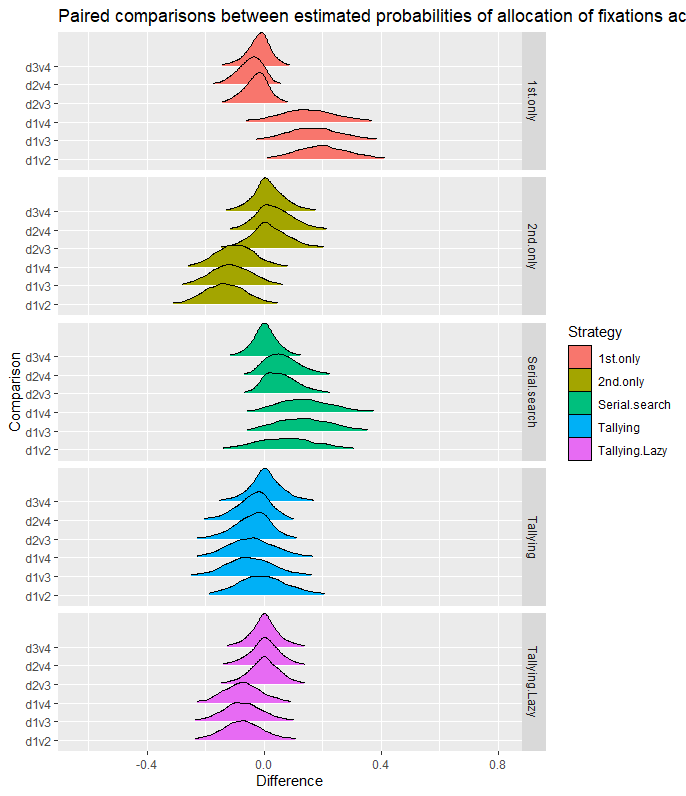 Paired comparisons between estimated probabilities of allocation of fixations ac
Comparison
d3v4
d2v4
d2v3
d1v4
d1v3
d1v2
1st.only
d3v4
d2v4
d2v3
d1v4
d1v3
d1v2
2nd.only
d3v4
d2v4
d2v3
d1v4
d1v3
d1v2
Serial.search
d3v4
d2v4
d2v3
d1v4
d1v3
d1v2
Tallying
d3v4
d2v4
d2v3
d1v4
d1v3
d1v2
Tallying.Lazy
-0.4 0.0 0.4 0.8
Difference
Strategy
1st.only
2nd.only
Serial.search
Tallying
Tallying.Lazy